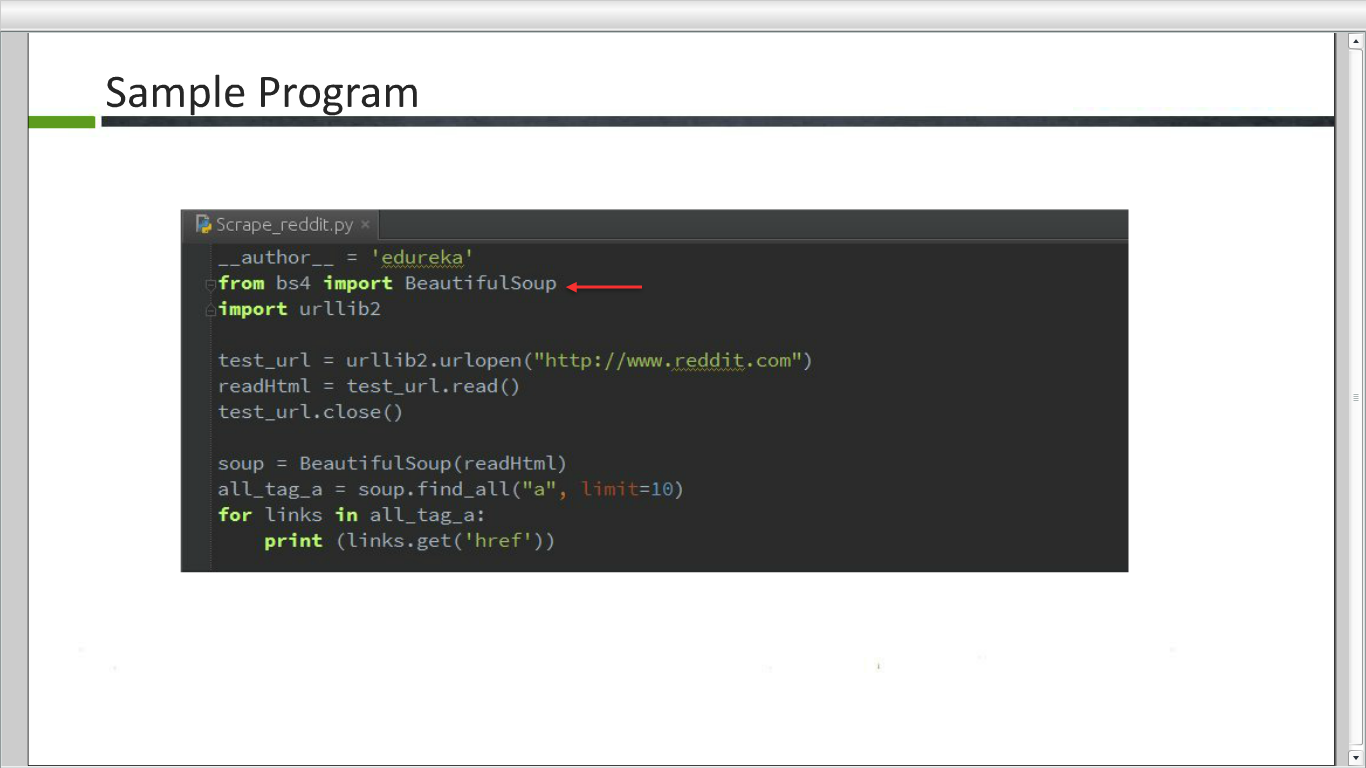 Sample Program
Scrape_reddit.py ×
__author__ = 'edureka'
from bs4 import BeautifulSoup
import urllib2
test_url = urllib2.urlopen("http://www.reddit.com")
readHtml = test_url.read()
test_url.close()
soup = BeautifulSoup(readHtml)
all_tag_a = soup.find_all("a", limit=10)
for links in all_tag_a:
    print (links.get('href'))